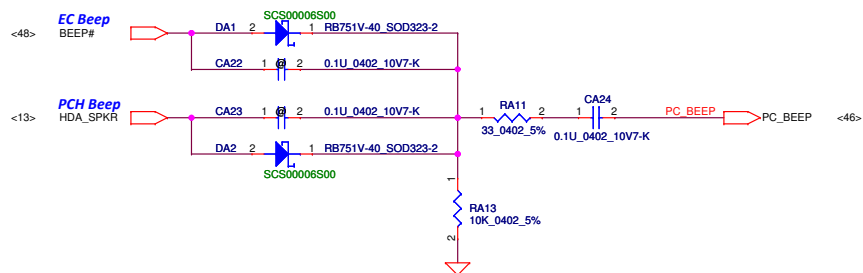 EC Beep
SCS00006S00
<48> BEEP# DA1 2 1 RB751V-40_SOD323-2
CA22 1 @ 2 0.1U_0402_10V7-K
PCH Beep
<13> HDA_SPKR CA23 1 @ 2 0.1U_0402_10V7-K
1 RA11 2 1 CA24 2 PC_BEEP PC_BEEP <46>
33_0402_5% 0.1U_0402_10V7-K
DA2 2 1 RB751V-40_SOD323-2
SCS00006S00
1
RA13
10K_0402_5%
2